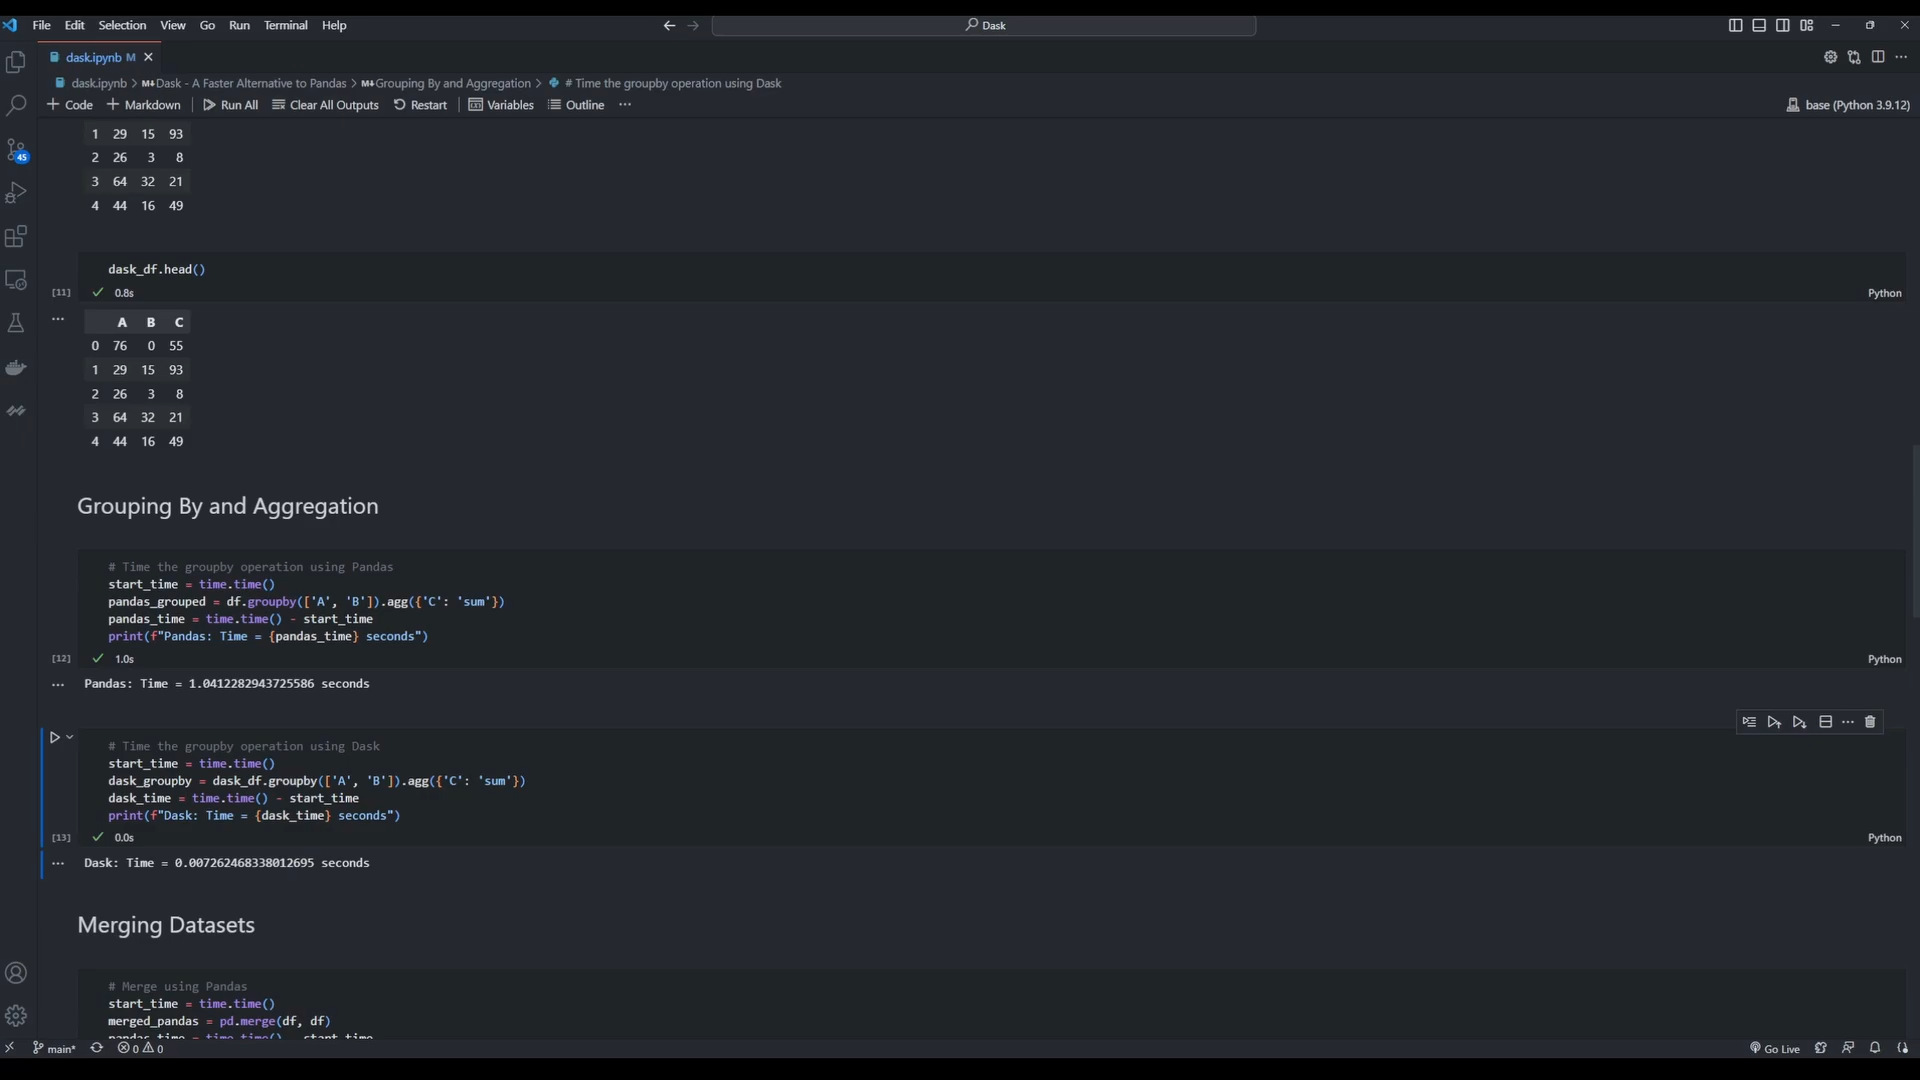 File Edit Selection View Go Run Terminal Help
Dask
dask.ipynb M
dask.ipynb > M↓Dask - A Faster Alternative to Pandas > M↓Grouping By and Aggregation > # Time the groupby operation using Dask
+ Code + Markdown Run All Clear All Outputs Restart Variables Outline ...
base (Python 3.9.12)
45
1 29 15 93
2 26 3 8
3 64 32 21
4 44 16 49
dask_df.head()
[11] 0.8s
Python
A B C
0 76 0 55
1 29 15 93
2 26 3 8
3 64 32 21
4 44 16 49
Grouping By and Aggregation
# Time the groupby operation using Pandas
start_time = time.time()
pandas_grouped = df.groupby(['A', 'B']).agg({'C': 'sum'})
pandas_time = time.time() - start_time
print(f"Pandas: Time = {pandas_time} seconds")
[12] 1.0s
Python
Pandas: Time = 1.0412282943725586 seconds
# Time the groupby operation using Dask
start_time = time.time()
dask_groupby = dask_df.groupby(['A', 'B']).agg({'C': 'sum'})
dask_time = time.time() - start_time
print(f"Dask: Time = {dask_time} seconds")
[13] 0.0s
Python
Dask: Time = 0.007262468338012695 seconds
Merging Datasets
# Merge using Pandas
start_time = time.time()
merged_pandas = pd.merge(df, df)
pandas_time = time.time() - start_time
main* 0 0
Go Live